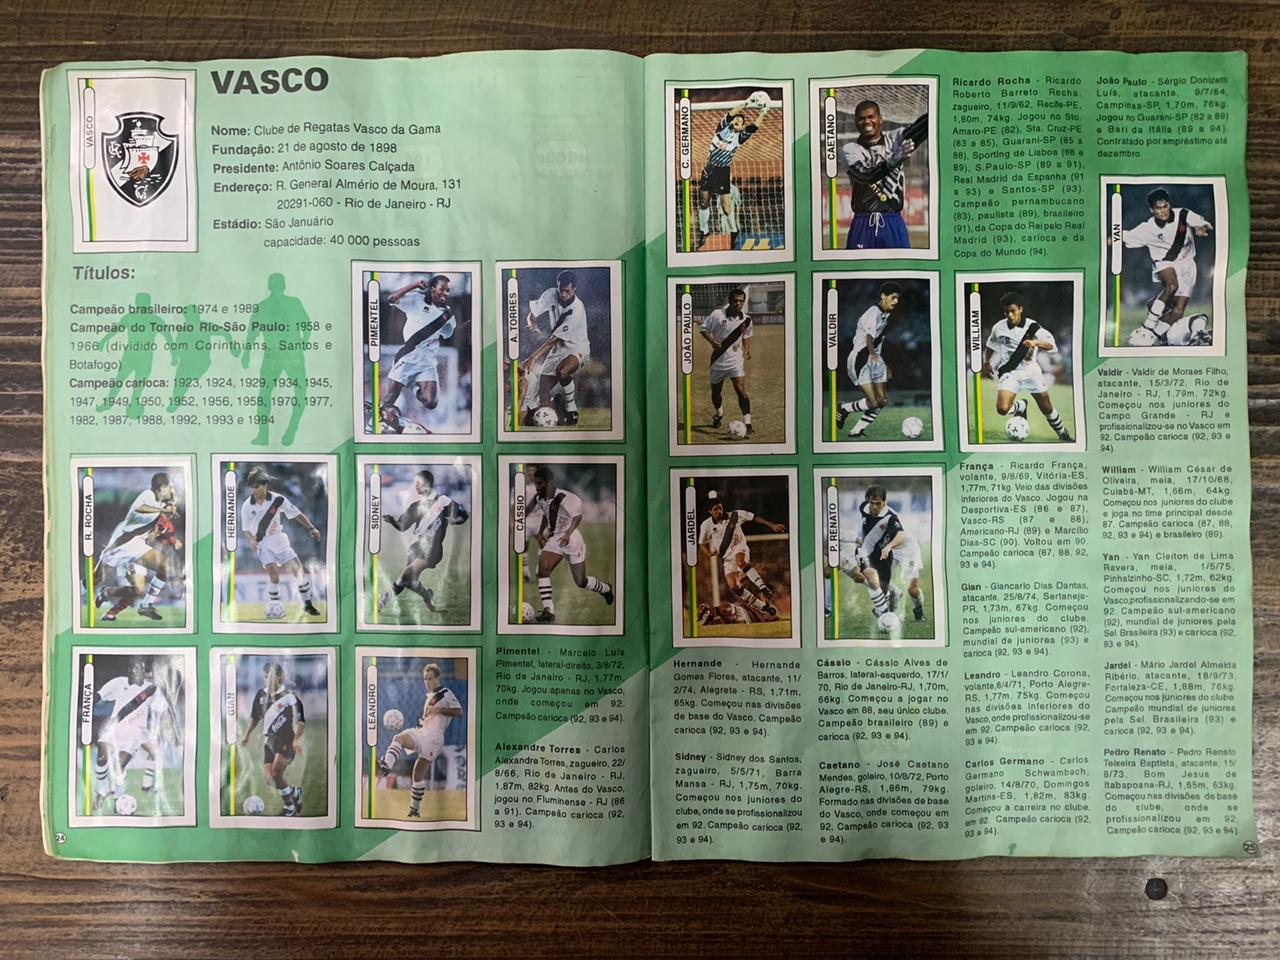 VASCO
VASCO
Nome: Clube de Regatas Vasco da Gama
Fundação: 21 de agosto de 1898
Presidente: Antônio Soares Calçada
Endereço: R. General Almério de Moura, 131
20291-060 - Rio de Janeiro - RJ
Estádio: São Januário
capacidade: 40 000 pessoas
Títulos:
Campeão brasileiro: 1974 e 1989
Campeão do Torneio Rio-São Paulo: 1958 e
1966 (dividido com Corinthians, Santos e
Botafogo)
Campeão carioca: 1923, 1924, 1929, 1934, 1945,
1947, 1949, 1950, 1952, 1956, 1958, 1970, 1977,
1982, 1987, 1988, 1992, 1993 e 1994
PIMENTEL
A. TORRES
R. ROCHA
HERNANDE
SIDNEY
CÁSSIO
FRANÇA
GIAN
LEANDRO
Pimentel - Marcelo Luís
Pimentel, lateral-direito, 3/8/72,
Rio de Janeiro-RJ, 1,77m,
70kg. Jogou apenas no Vasco,
onde começou em 92.
Campeão carioca (92, 93 e 94).
Alexandre Torres - Carlos
Alexandre Torres, zagueiro, 22/
8/66, Rio de Janeiro - RJ,
1,87m, 82kg. Antes do Vasco,
jogou no Fluminense - RJ (86
a 91). Campeão carioca (92,
93 e 94).
24
C. GERMANO
CAETANO
JOÃO PAULO
VALDIR
WILLIAM
YAN
JARDEL
P. RENATO
Hernande - Hernande
Gomes Flores, atacante, 11/
2/74, Alegrete - RS, 1,71m,
65kg. Começou nas divisões
de base do Vasco. Campeão
carioca (92, 93 e 94).
Sidney - Sidney dos Santos,
zagueiro, 5/5/71, Barra
Mansa - RJ, 1,75m, 70kg.
Começou nos juniores do
clube, onde se profissionalizou
em 92. Campeão carioca (92,
93 e 94).
Cássio - Cássio Alves de
Barros, lateral-esquerdo, 17/1/
70, Rio de Janeiro-RJ, 1,70m,
66kg. Começou a jogar no
Vasco em 88, seu único clube.
Campeão brasileiro (89) e
carioca (92, 93 e 94).
Caetano - José Caetano
Mendes, goleiro, 10/8/72, Porto
Alegre-RS, 1,86m, 79kg.
Formado nas divisões de base
do Vasco, onde começou em
92. Campeão carioca (92, 93
e 94).
Ricardo Rocha - Ricardo
Roberto Barreto Rocha,
zagueiro, 11/9/62, Recife-PE,
1,80m, 74kg. Jogou no Sto.
Amaro-PE (82). Sta. Cruz-PE
(83 a 85), Guarani-SP (85 a
88), Sporting de Lisboa (88 e
89), S.Paulo-SP (89 a 91),
Real Madrid da Espanha (91
a 93) e Santos-SP (93).
Campeão pernambucano
(83), paulista (89), brasileiro
(91), da Copa do Rei pelo Real
Madrid (93), carioca e da
Copa do Mundo (94).
França - Ricardo França,
volante, 9/8/69, Vitória-ES,
1,77m, 71kg. Veio das divisões
inferiores do Vasco. Jogou na
Desportiva-ES (86 e 87),
Vasco-RS (87 e 88),
Americano-RJ (89) e Marcílio
Dias-SC (90). Voltou em 90.
Campeão carioca (87, 88, 92,
93 e 94).
Gian - Giancarlo Dias Dantas,
atacante, 25/8/74, Sertaneja-
PR, 1,73m, 67kg. Começou
nos juniores do clube.
Campeão sul-americano (92),
mundial de juniores (93) e
carioca (92, 93 e 94).
Leandro - Leandro Corona,
volante, 6/4/71, Porto Alegre-
RS, 1,77m, 75kg. Começou
nas divisões inferiores do
Vasco, onde profissionalizou-se
em 92. Campeão carioca (92,
93 e 94).
Carlos Germano - Carlos
Germano Schwambach,
goleiro, 14/8/70, Domingos
Martins-ES, 1,82m, 83kg.
Começou a carreira no clube,
em 92. Campeão carioca (92,
93 e 94).
João Paulo - Sérgio Donizetti
Luís, atacante, 9/7/64,
Campinas-SP, 1,70m, 76kg.
Jogou no Guarani-SP (82 a 89)
e Bari da Itália (89 a 94).
Contratado por empréstimo até
dezembro.
Valdir - Valdir de Moraes Filho,
atacante, 15/3/72, Rio de
Janeiro - RJ, 1,79m, 72kg.
Começou nos juniores do
Campo Grande - RJ e
profissionalizou-se no Vasco em
92. Campeão carioca (92, 93 e
94).
William - William César de
Oliveira, meia, 17/10/68,
Cuiabá-MT, 1,66m, 64kg.
Começou nos juniores do clube
e joga no time principal desde
87. Campeão carioca (87, 88,
92, 93 e 94) e brasileiro (89).
Yan - Yan Cleiton de Lima
Ravera, meia, 1/5/75,
Pinhalzinho-SC, 1,72m, 62kg.
Começou nos juniores do
Vasco, profissionalizando-se em
92. Campeão sul-americano
(92), mundial de juniores pela
Sel. Brasileira (93) e carioca (92,
93 e 94).
Jardel - Mário Jardel Almeida
Ribério, atacante, 18/9/73,
Fortaleza-CE, 1,88m, 76kg.
Começou nos juniores do clube.
Campeão mundial de juniores
pela Sel. Brasileira (93) e
carioca (92, 93 e 94).
Pedro Renato - Pedro Renato
Teixeira Baptista, atacante, 15/
8/73, Bom Jesus de
Itabapoana-RJ, 1,65m, 63kg.
Começou nas divisões de base
do clube, onde se
profissionalizou em 92.
Campeão carioca (92, 93 e 94)
25